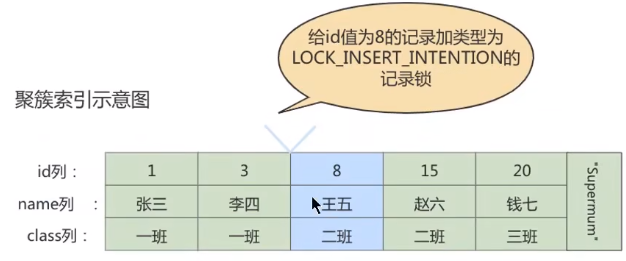 给id值为8的记录加类型为
LOCK_INSERT_INTENTION的
记录锁
聚簇索引示意图
id列： 1 3 8 15 20 "Supermum"
name列 ： 张三 李四 王五 赵六 钱七
class列： 一班 一班 二班 二班 三班